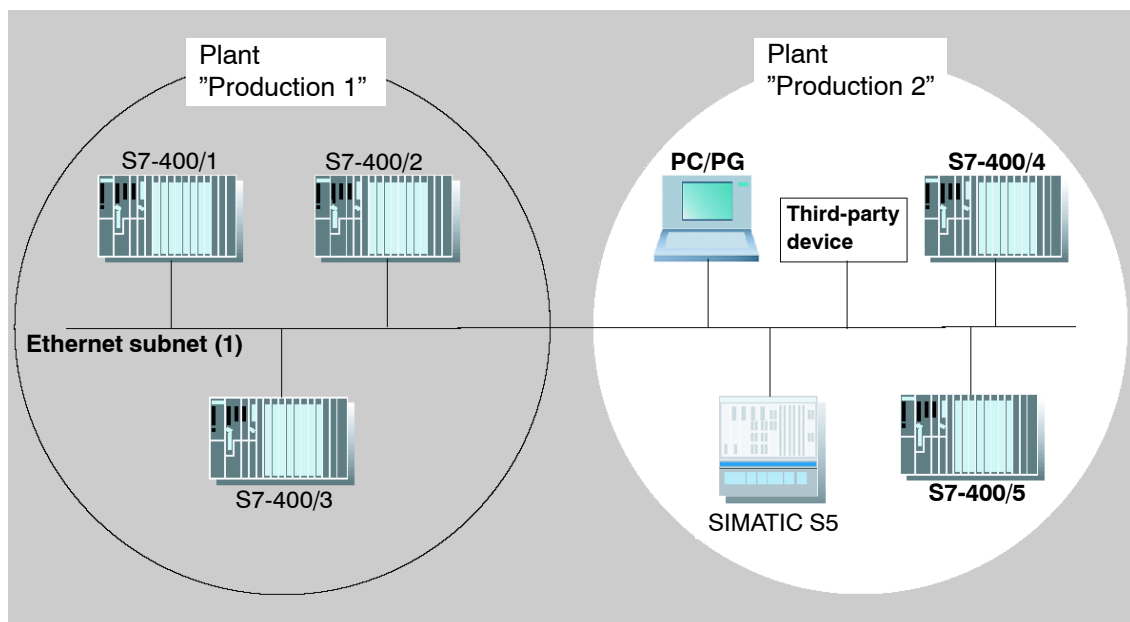 Plant
”Production 1”
Plant
”Production 2”
S7-400/1
S7-400/2
PC/PG
S7-400/4
Third-party
device
Ethernet subnet (1)
S7-400/3
SIMATIC S5
S7-400/5